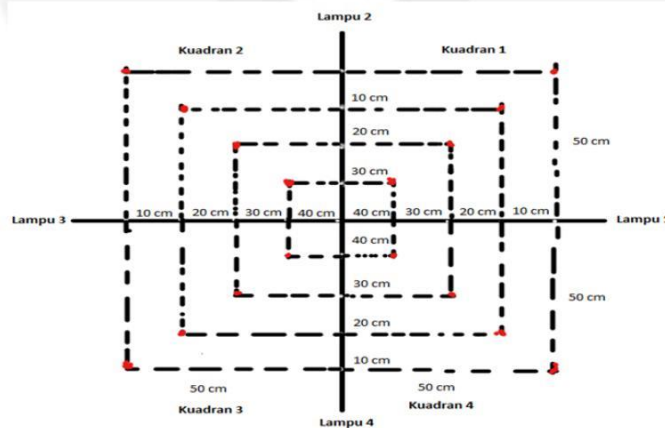 Lampu 2
Kuadran 2
Kuadran 1
10 cm
50 cm
20 cm
30 cm
Lampu 3
10 cm
20 cm
30 cm
40 cm
40 cm
30 cm
20 cm
10 cm
Lampu
40 cm
30 cm
50 cm
20 cm
10 cm
50 cm
50 cm
Kuadran 3
Kuadran 4
Lampu 4